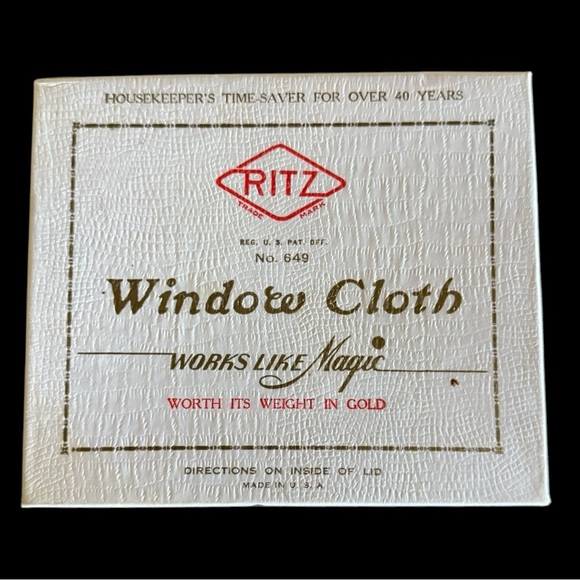 HOUSEKEEPER'S TIME-SAVER FOR OVER 40 YEARS
RITZ
TRADE MARK
REG. U. S. PAT. OFF.
No. 649
Window Cloth
WORKS LIKE Magic
WORTH ITS WEIGHT IN GOLD
DIRECTIONS ON INSIDE OF LID
MADE IN U. S. A.